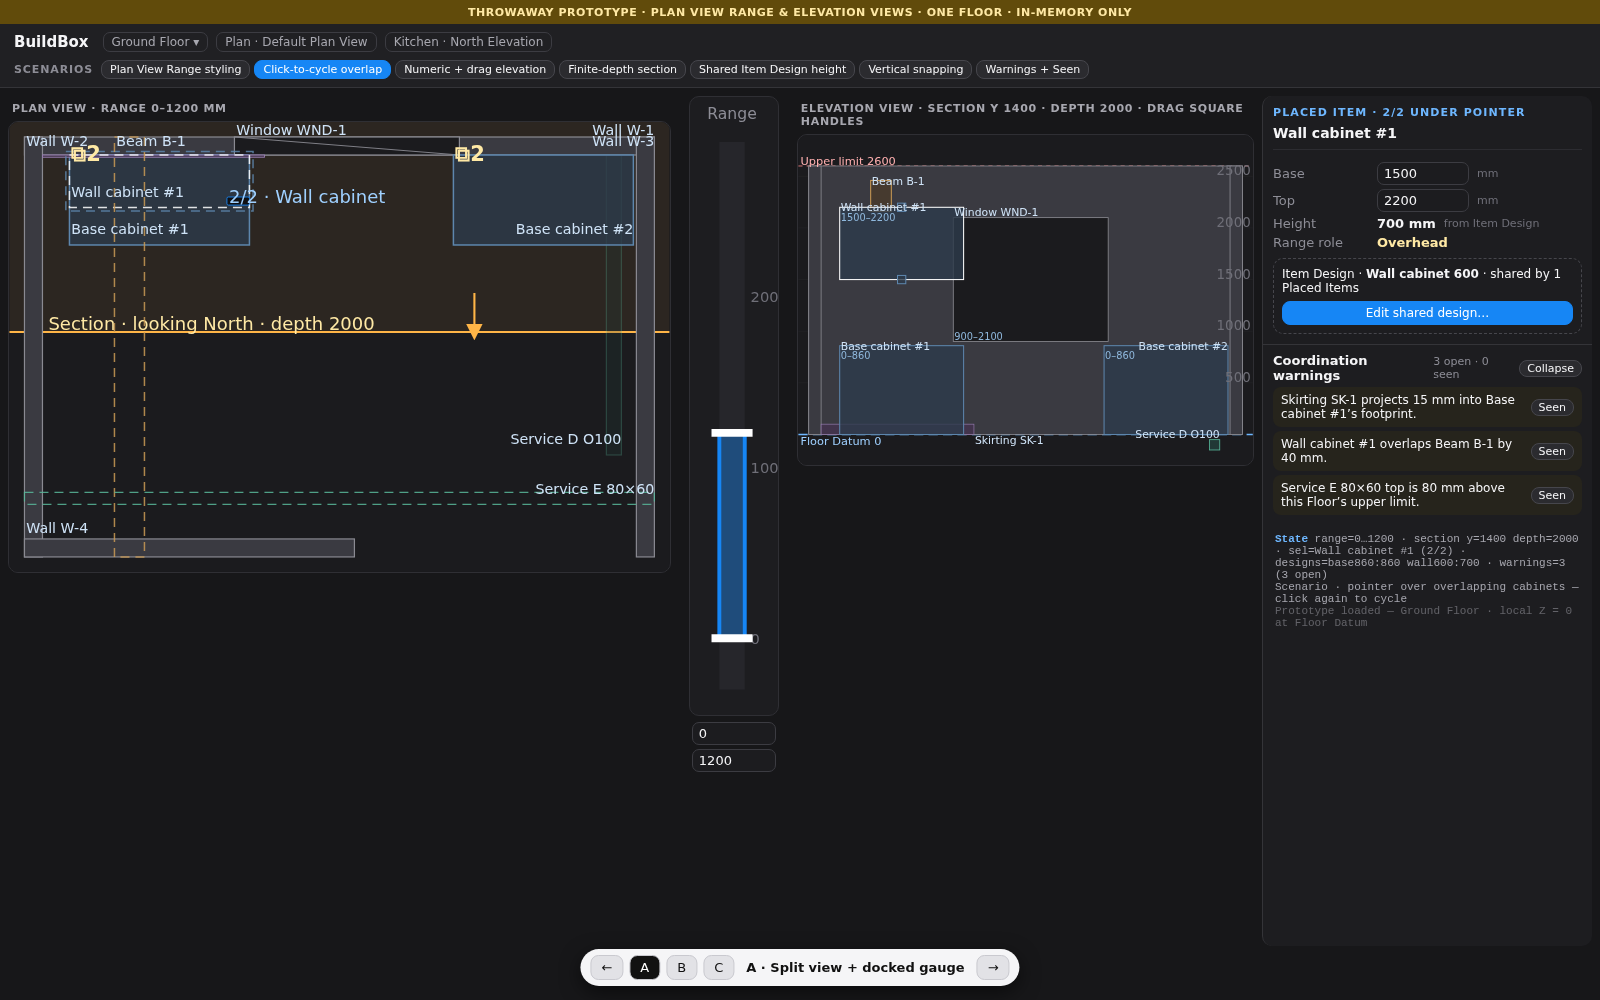 THROWAWAY PROTOTYPE · PLAN VIEW RANGE & ELEVATION VIEWS · ONE FLOOR · IN-MEMORY ONLY
BuildBox
Ground Floor ▾
Plan · Default Plan View
Kitchen · North Elevation
SCENARIOS
Plan View Range styling
Click-to-cycle overlap
Numeric + drag elevation
Finite-depth section
Shared Item Design height
Vertical snapping
Warnings + Seen
PLAN VIEW · RANGE 0–1200 MM
Window WND-1
Wall W-1
Wall W-2
Beam B-1
Wall W-3
2
2
Wall cabinet #1
2/2 · Wall cabinet
Base cabinet #1
Base cabinet #2
Section · looking North · depth 2000
Service D O100
Service E 80×60
Wall W-4
Range
200
100
0
0
1200
ELEVATION VIEW · SECTION Y 1400 · DEPTH 2000 · DRAG SQUARE
HANDLES
Upper limit 2600
2500
Beam B-1
Wall cabinet #1
1500–2200
Window WND-1
2000
1500
1000
900–2100
Base cabinet #1
0–860
Base cabinet #2
0–860
500
Floor Datum 0
Skirting SK-1
Service D O100
PLACED ITEM · 2/2 UNDER POINTER
Wall cabinet #1
Base
1500
mm
Top
2200
mm
Height
700 mm
from Item Design
Range role
Overhead
Item Design · Wall cabinet 600 · shared by 1
Placed Items
Edit shared design…
Coordination
warnings
3 open · 0
seen
Collapse
Skirting SK-1 projects 15 mm into Base
cabinet #1’s footprint.
Seen
Wall cabinet #1 overlaps Beam B-1 by
40 mm.
Seen
Service E 80×60 top is 80 mm above
this Floor’s upper limit.
Seen
State range=0…1200 · section y=1400 depth=2000
· sel=Wall cabinet #1 (2/2) ·
designs=base860:860 wall600:700 · warnings=3
(3 open)
Scenario · pointer over overlapping cabinets —
click again to cycle
Prototype loaded — Ground Floor · local Z = 0
at Floor Datum
←
A
B
C
A · Split view + docked gauge
→